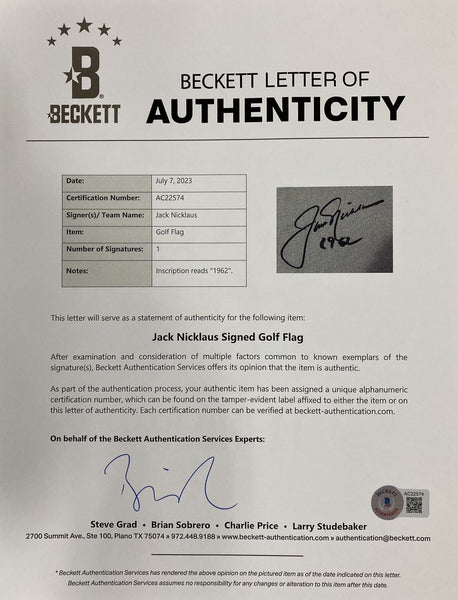 B
BECKETT
BECKETT LETTER OF
AUTHENTICITY
Date: July 7, 2023
Certification Number: AC22574
Signer(s)/ Team Name: Jack Nicklaus
Item: Golf Flag
Number of Signatures: 1
Notes: Inscription reads "1962".
Jack Nicklaus
1962
This letter will serve as a statement of authenticity for the following item:
Jack Nicklaus Signed Golf Flag
After examination and consideration of multiple factors common to known exemplars of the
signature(s), Beckett Authentication Services offers its opinion that the item is authentic.
As part of the authentication process, your authentic item has been assigned a unique alphanumeric
certification number, which can be found on the tamper-evident label affixed to either the item or on
this letter of authenticity. Each certification number can be verified at beckett-authentication.com.
On behalf of the Beckett Authentication Services Experts:
BECKETT
B
AC22574
Steve Grad • Brian Sobrero • Charlie Price • Larry Studebaker
2700 Summit Ave., Ste 100, Plano TX 75074 » 972.448.9188 » www.beckett-authentication.com » authentication@beckett.com
* Beckett Authentication Services has rendered the above opinion on the pictured item as of the date indicated on this letter.
Beckett Authentication Services assumes no responsibility for any changes or alteration to this item after this date.